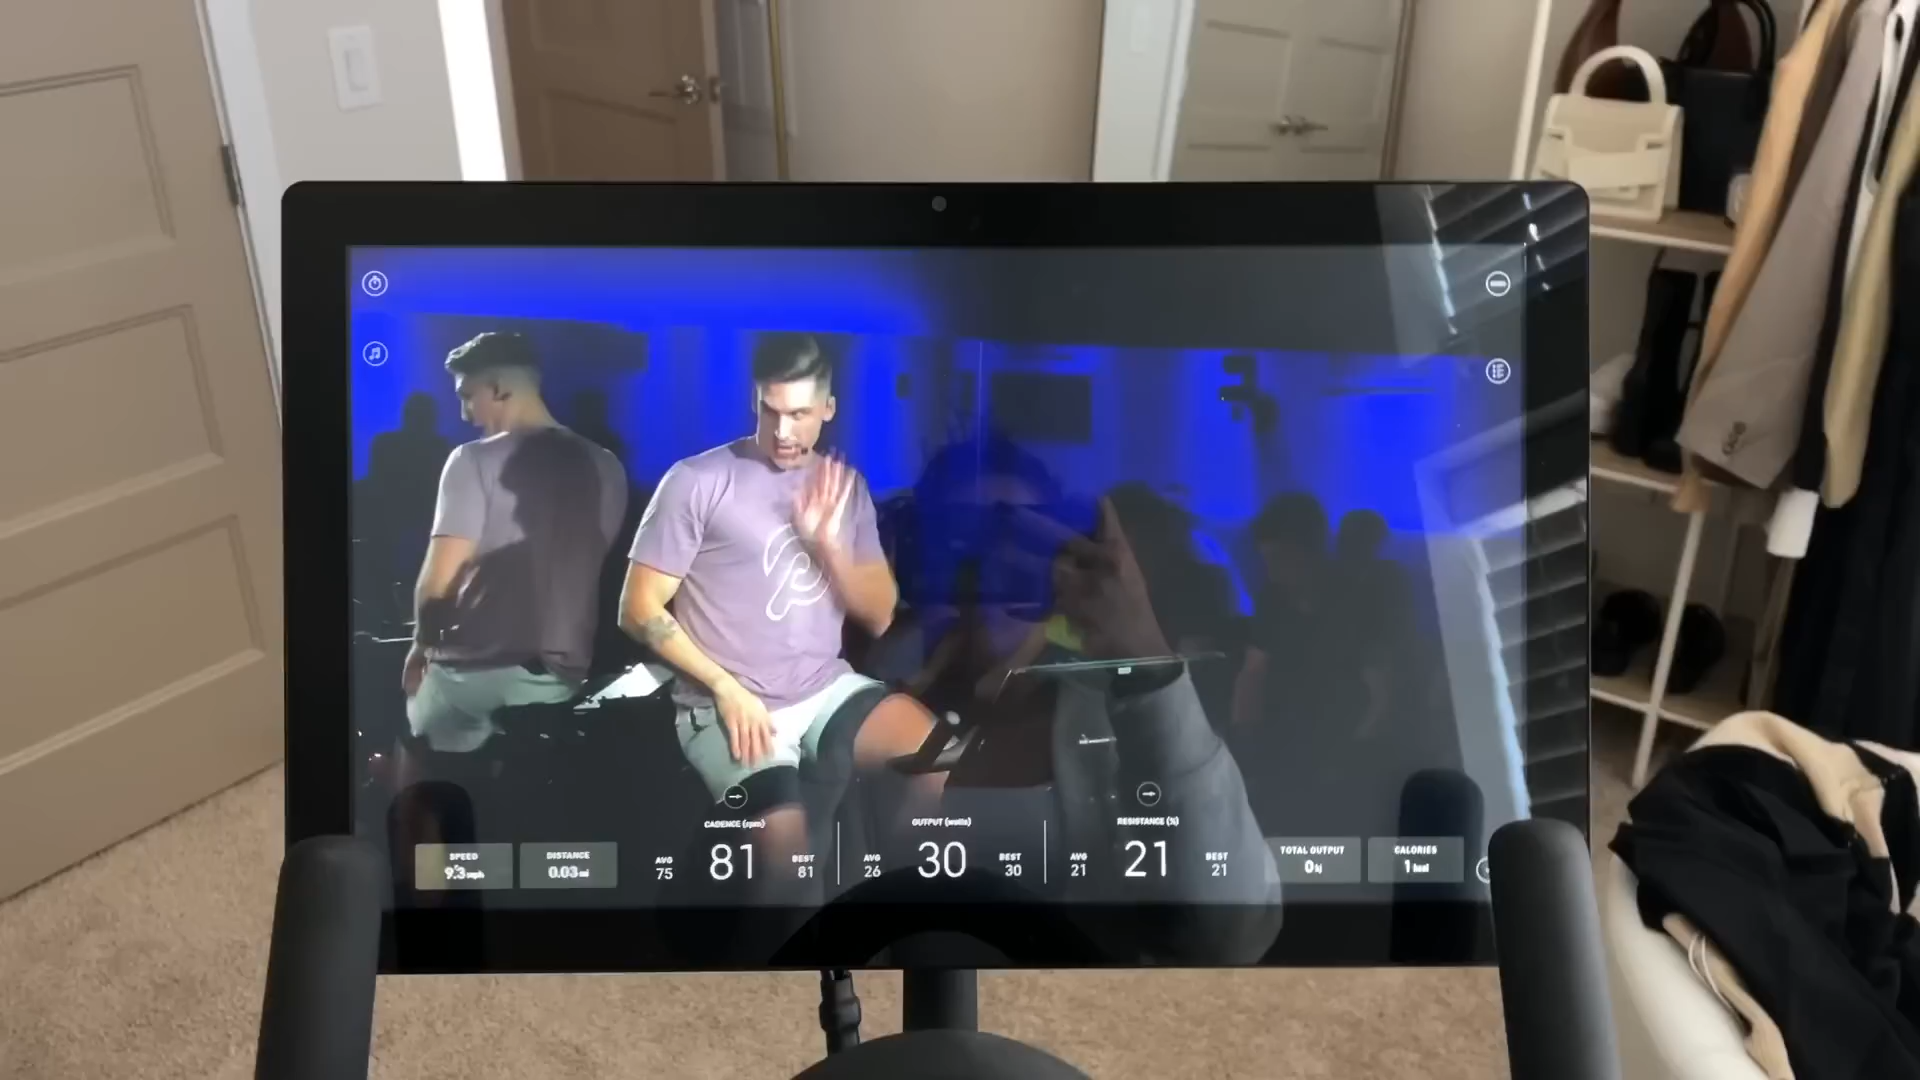 SPEED
9.3 mph
DISTANCE
0.03 mi
CADENCE (rpm)
AVG
75
81
BEST
81
OUTPUT (watts)
AVG
26
30
BEST
30
RESISTANCE (%)
AVG
21
21
BEST
21
TOTAL OUTPUT
0 kj
CALORIES
1 kcal